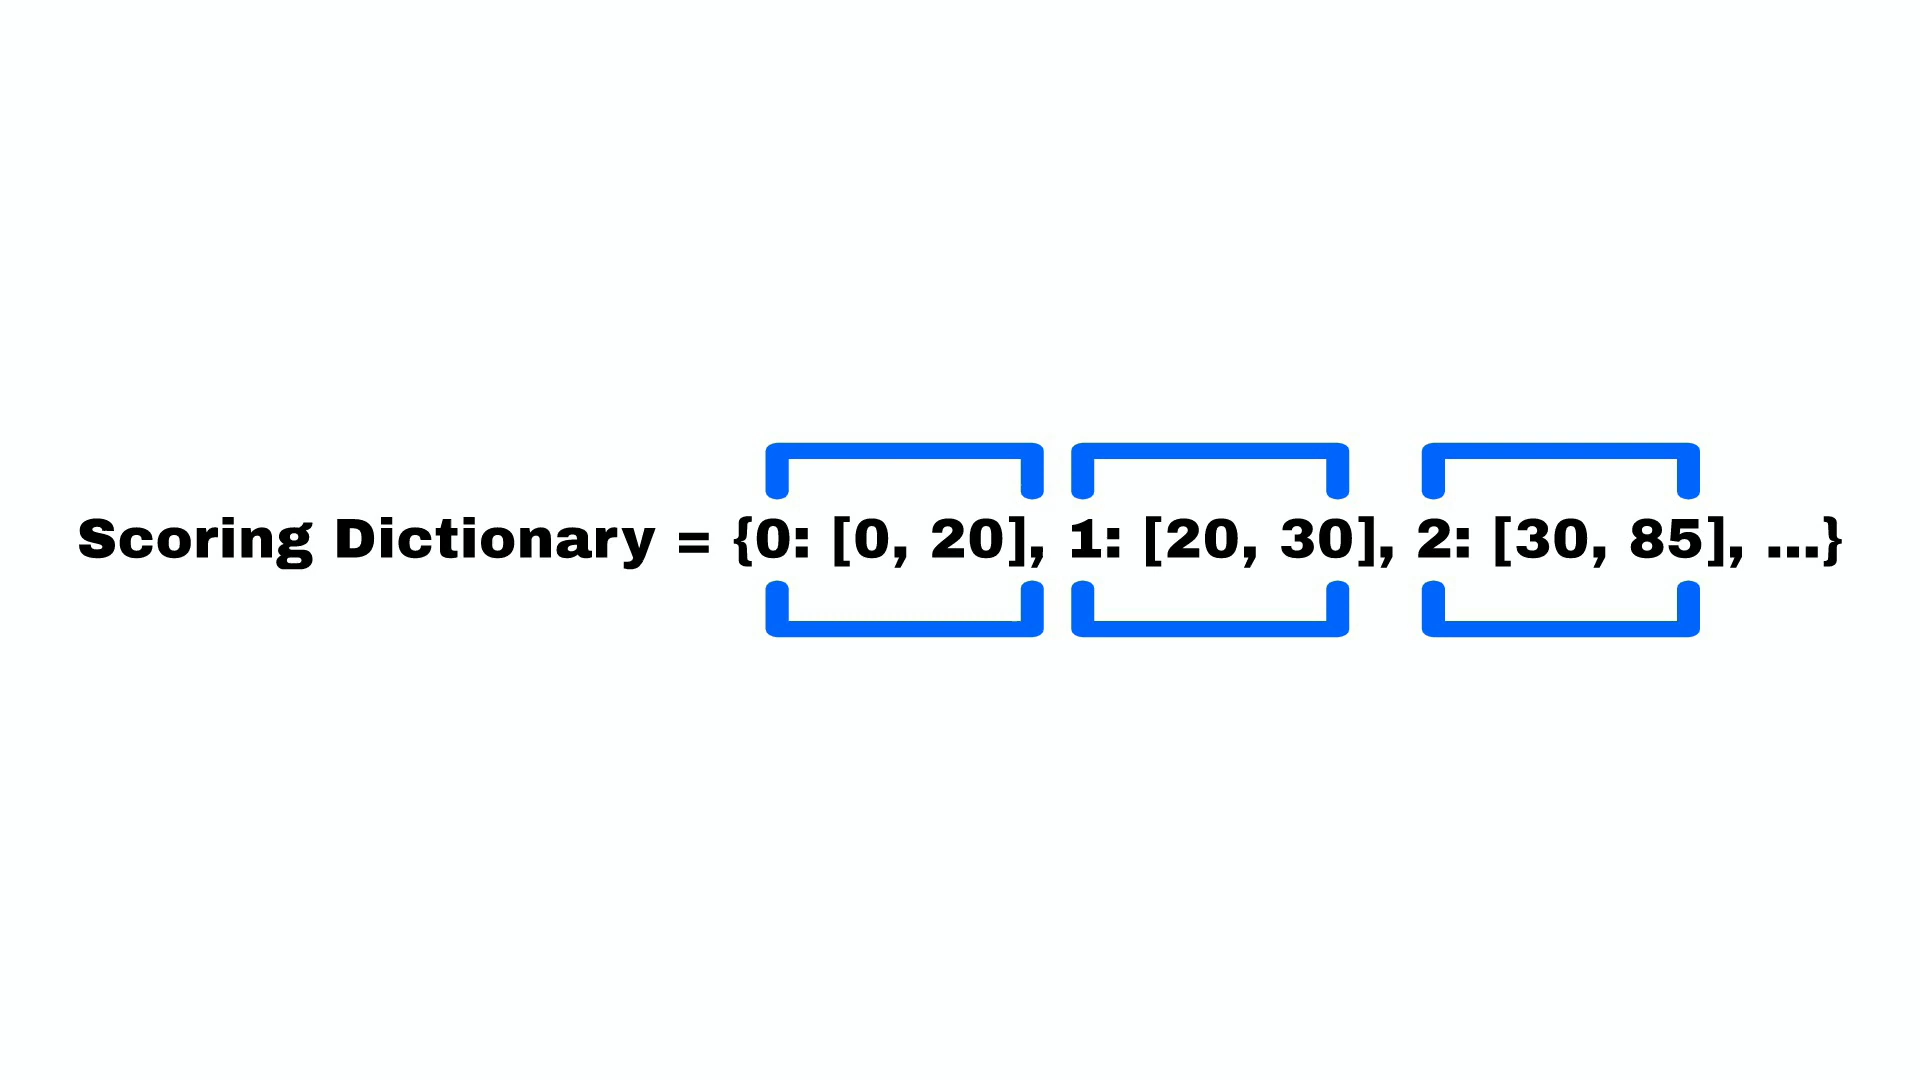 Scoring Dictionary = {0: [0, 20], 1: [20, 30], 2: [30, 85], ...}